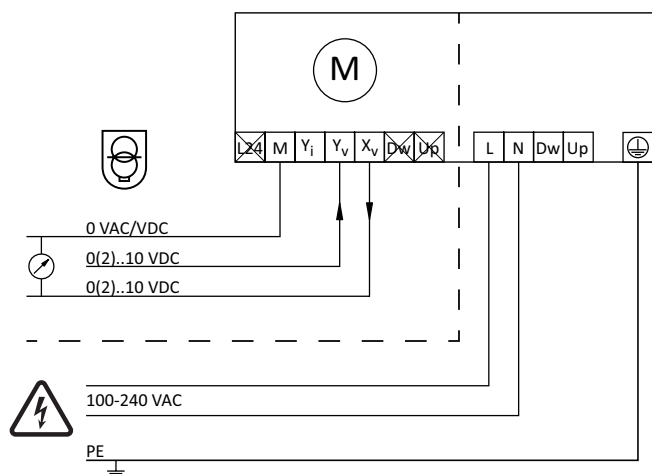 M
L24 M Yi Yv Xv Dw Up L N Dw Up
0 VAC/VDC
0(2)..10 VDC
0(2)..10 VDC
100-240 VAC
PE